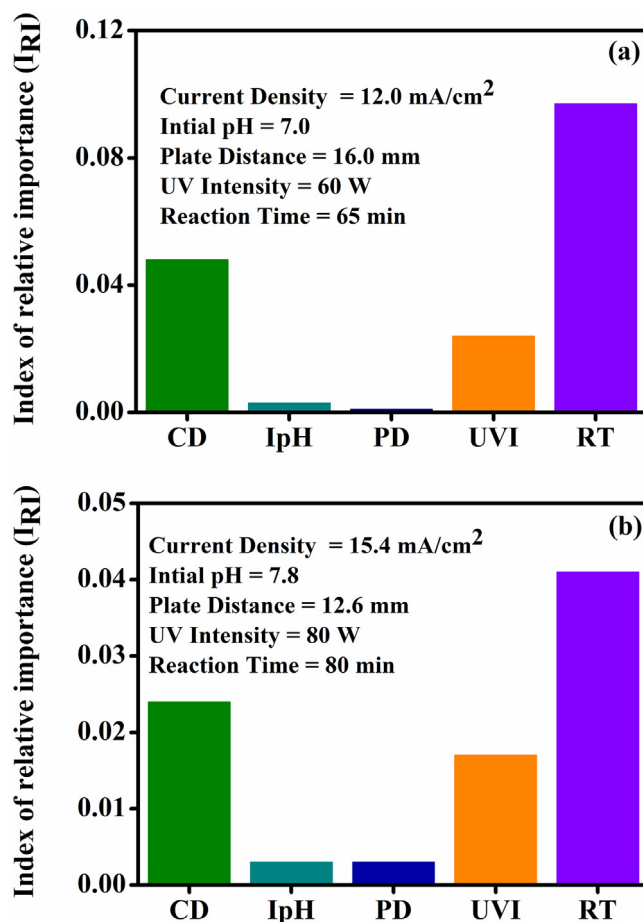 Index of relative importance (IRI)
(a)
0.12
0.08
0.04
0.00
Current Density = 12.0 mA/cm2
Intial pH = 7.0
Plate Distance = 16.0 mm
UV Intensity = 60 W
Reaction Time = 65 min
CD IpH PD UVI RT
Index of relative importance (IRI)
(b)
0.05
0.04
0.03
0.02
0.01
0.00
Current Density = 15.4 mA/cm2
Intial pH = 7.8
Plate Distance = 12.6 mm
UV Intensity = 80 W
Reaction Time = 80 min
CD IpH PD UVI RT